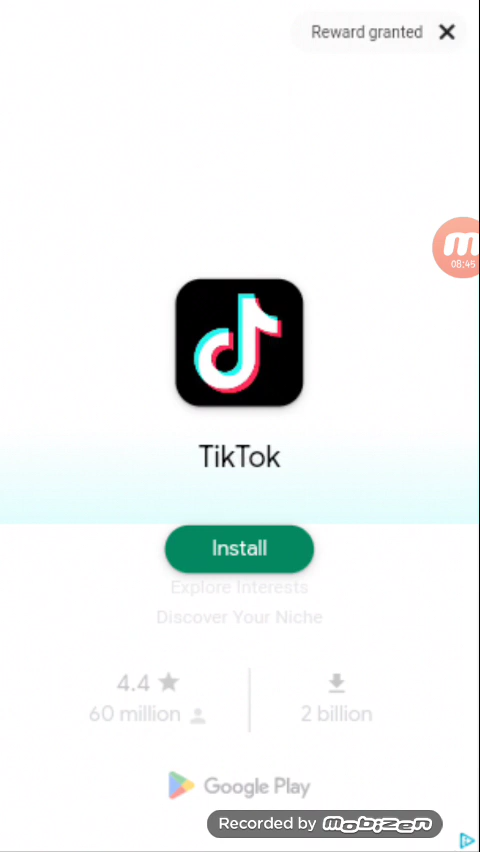 Reward granted
08:45
TikTok
Install
Explore Interests
Discover Your Niche
4.4
60 million
2 billion
Google Play
Recorded by mobizen